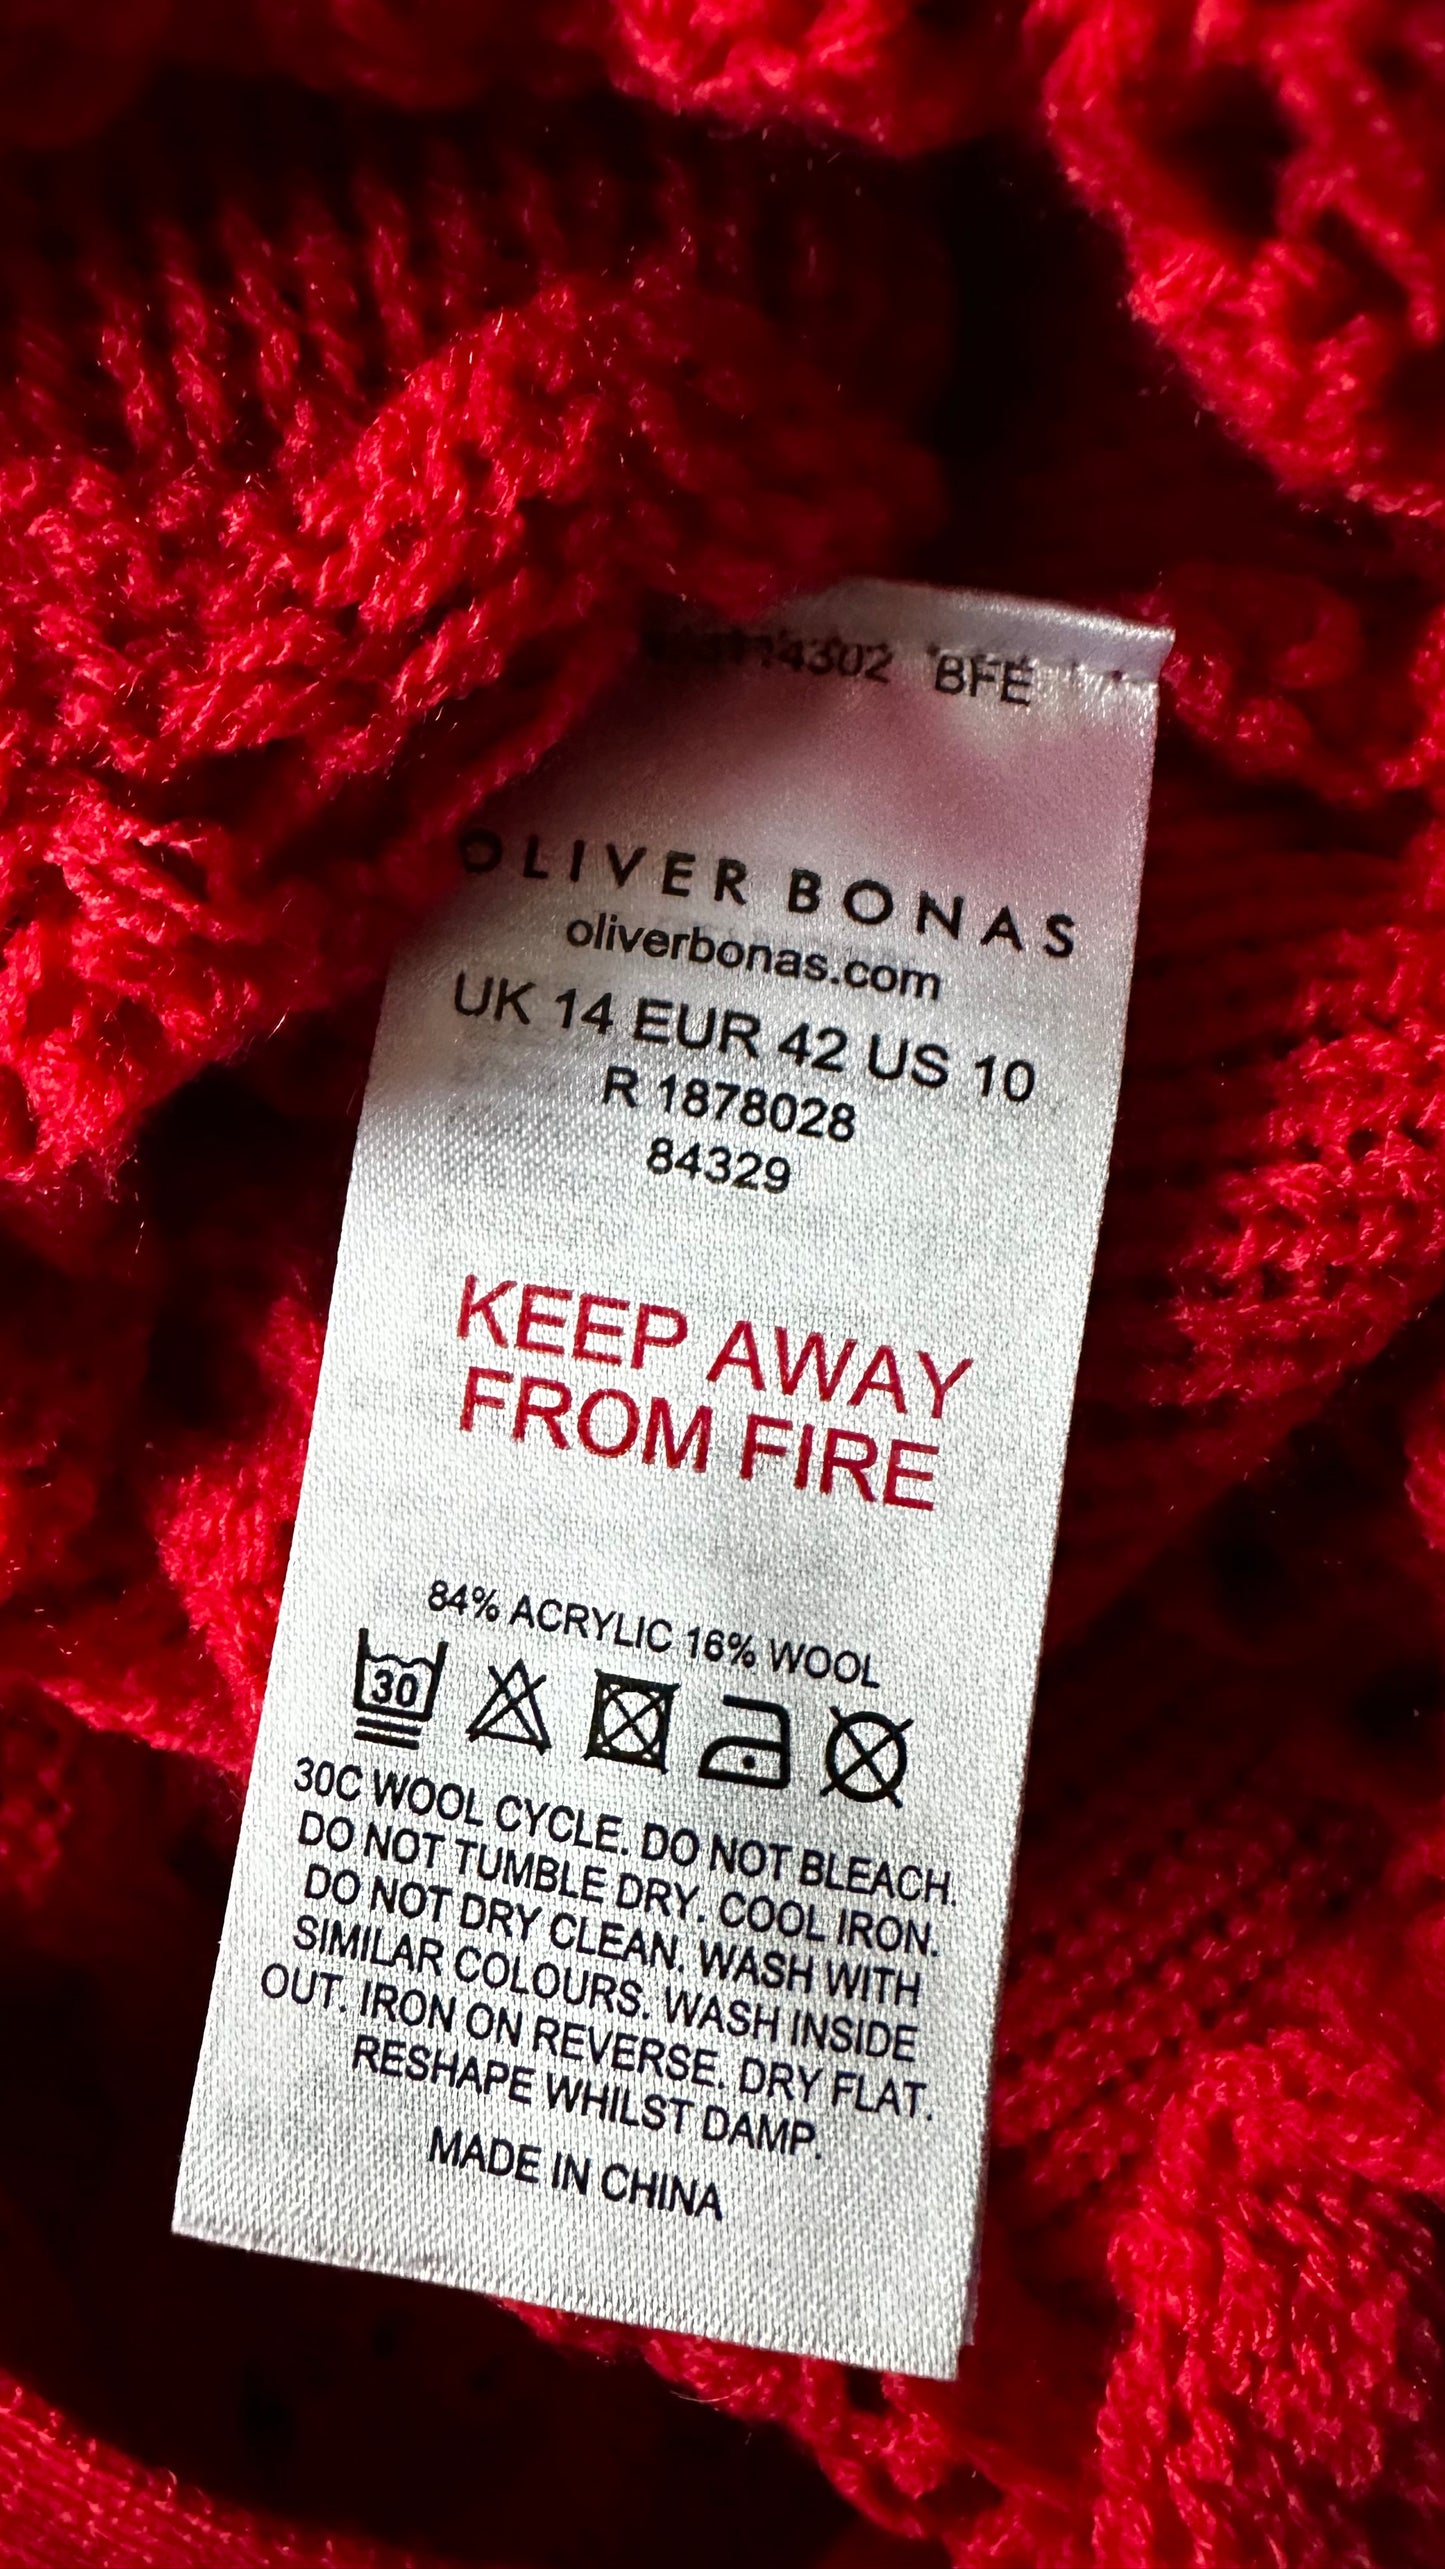 BFE
OLIVER BONAS
oliverbonas.com
UK 14 EUR 42 US 10
R 1878028
84329
KEEP AWAY
FROM FIRE
84% ACRYLIC 16% WOOL
30
30C WOOL CYCLE. DO NOT BLEACH.
DO NOT TUMBLE DRY. COOL IRON.
DO NOT DRY CLEAN. WASH WITH
SIMILAR COLOURS. WASH INSIDE
OUT. IRON ON REVERSE. DRY FLAT.
RESHAPE WHILST DAMP.
MADE IN CHINA